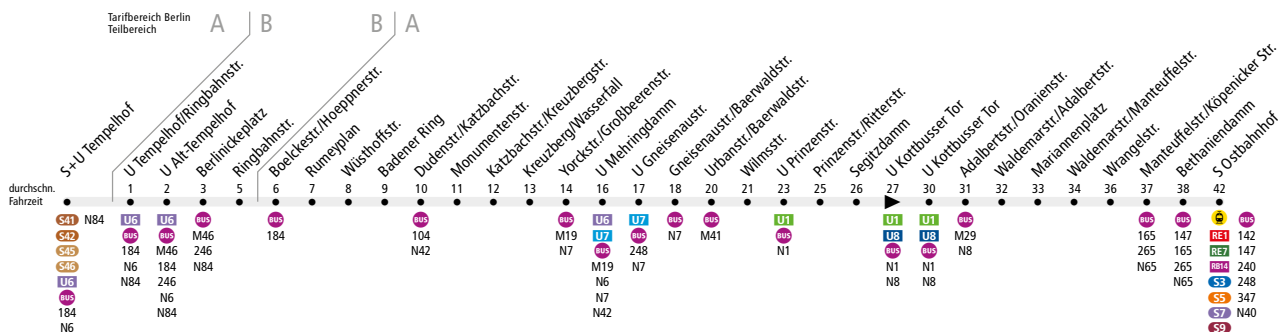 Tarifbereich Berlin
Teilbereich
A B
B A
S+U Tempelhof
U Tempelhof/Ringbahnstr.
U Alt-Tempelhof
Berlinickeplatz
Ringbahnstr.
Boelckestr./Hoeppnerstr.
Rumeyplan
Wüsthoffstr.
Badener Ring
Dudenstr./Katzbachstr.
Monumentenstr.
Katzbachstr./Kreuzbergstr.
Kreuzberg/Wasserfall
Yorckstr./Großbeerenstr.
U Mehringdamm
U Gneisenaustr.
Gneisenaustr./Baerwaldstr.
Urbanstr./Baerwaldstr.
Wilmsstr.
U Prinzenstr.
Prinzenstr./Ritterstr.
Segitzdamm
U Kottbusser Tor
U Kottbusser Tor
Adalbertstr./Oranienstr.
Waldemarstr./Adalbertstr.
Mariannenplatz
Waldemarstr./Manteuffelstr.
Wrangelstr.
Manteuffelstr./Köpenicker Str.
Bethaniendamm
S Ostbahnhof
durchschn. 1 2 3 5 6 7 8 9 10 11 12 13 14 16 17 18 20 21 23 25 26 27 30 31 32 33 34 36 37 38 42
Fahrzeit
S41 N84 U6 U6 BUS BUS BUS BUS U6 U7 BUS BUS U1 U1 U1 BUS BUS BUS BUS
S42 BUS BUS M46 184 104 M19 U7 BUS N7 M41 BUS U8 U8 M29 165 147 RE1 142
S45 184 M46 246 N42 N7 BUS 248 N1 BUS BUS N8 265 165 RE7 147
S46 N6 184 N84 M19 N7 N1 N1 N65 265 RB14 240
U6 N84 246 N6 N8 N8 N65 S3 248
BUS N6 N7 S5 347
184 N84 N42 S7 N40
N6 S9